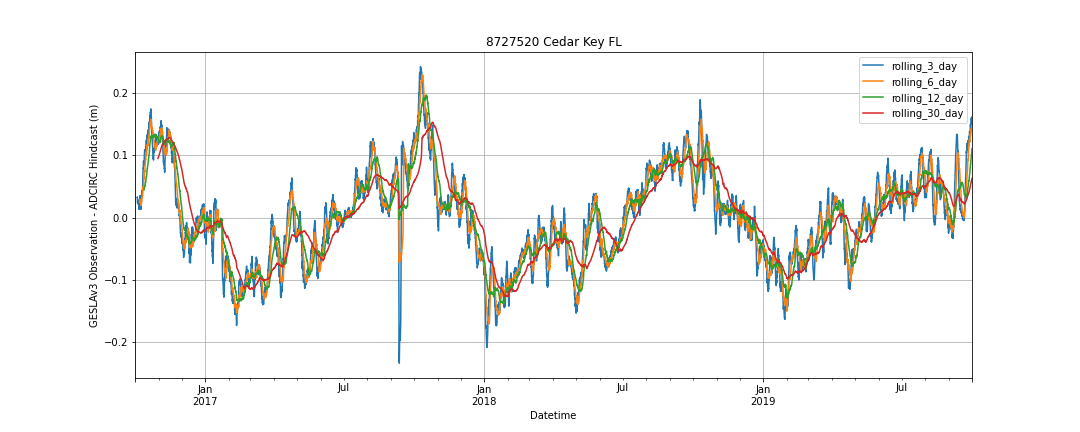 8727520 Cedar Key FL
rolling_3_day
rolling_6_day
rolling_12_day
rolling_30_day
GESLAv3 Observation - ADCIRC Hindcast (m)
0.2
0.1
0.0
−0.1
−0.2
Jan
2017
Jul
Jan
2018
Jul
Jan
2019
Jul
Datetime